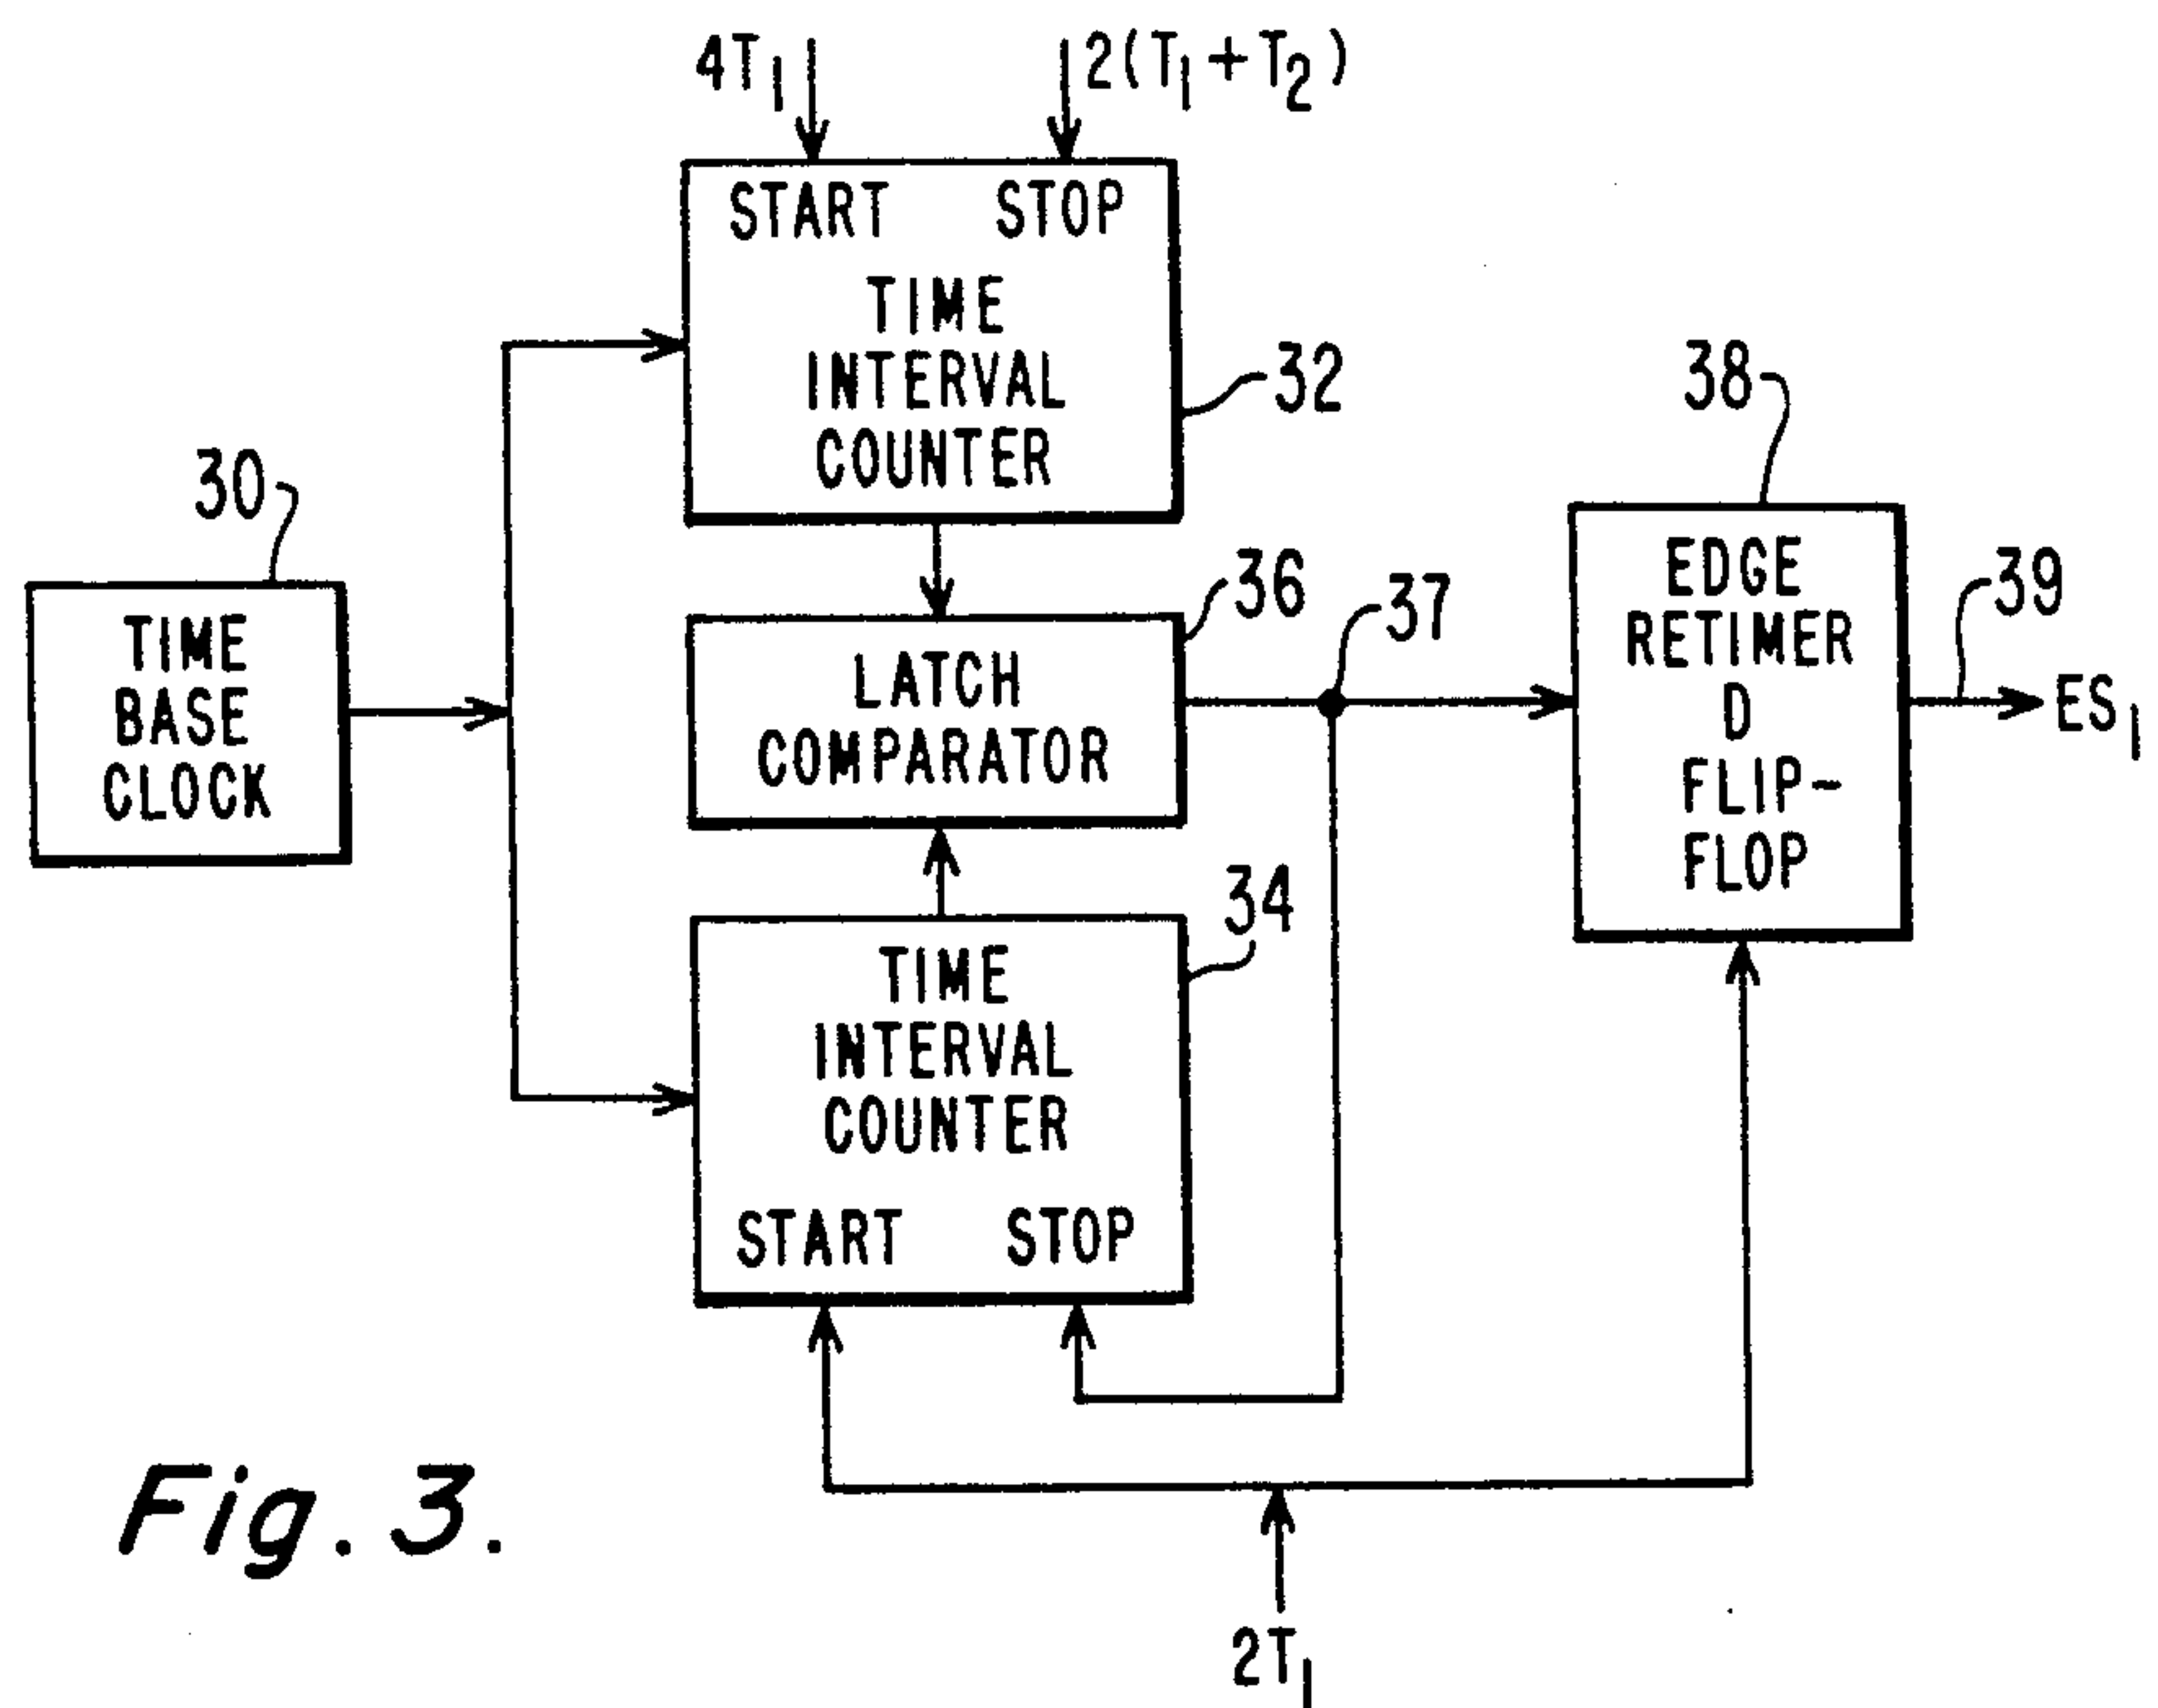 4T₁
2(T₁+T₂)
START STOP
TIME
INTERVAL
COUNTER
32
38
30
TIME
BASE
CLOCK
36
LATCH
COMPARATOR
37
EDGE
RETIMER
D
FLIP-
FLOP
39
ES₁
34
TIME
INTERVAL
COUNTER
START STOP
2T₁
Fig. 3.